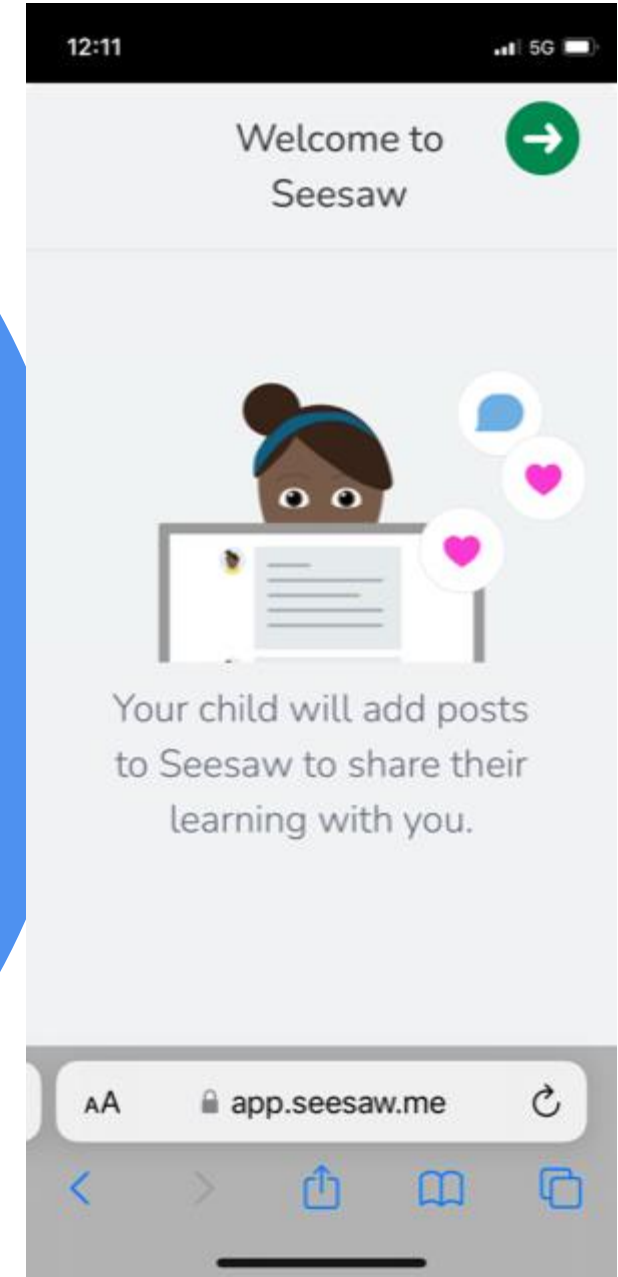 12:11
5G
Welcome to
Seesaw
Your child will add posts
to Seesaw to share their
learning with you.
AA
app.seesaw.me